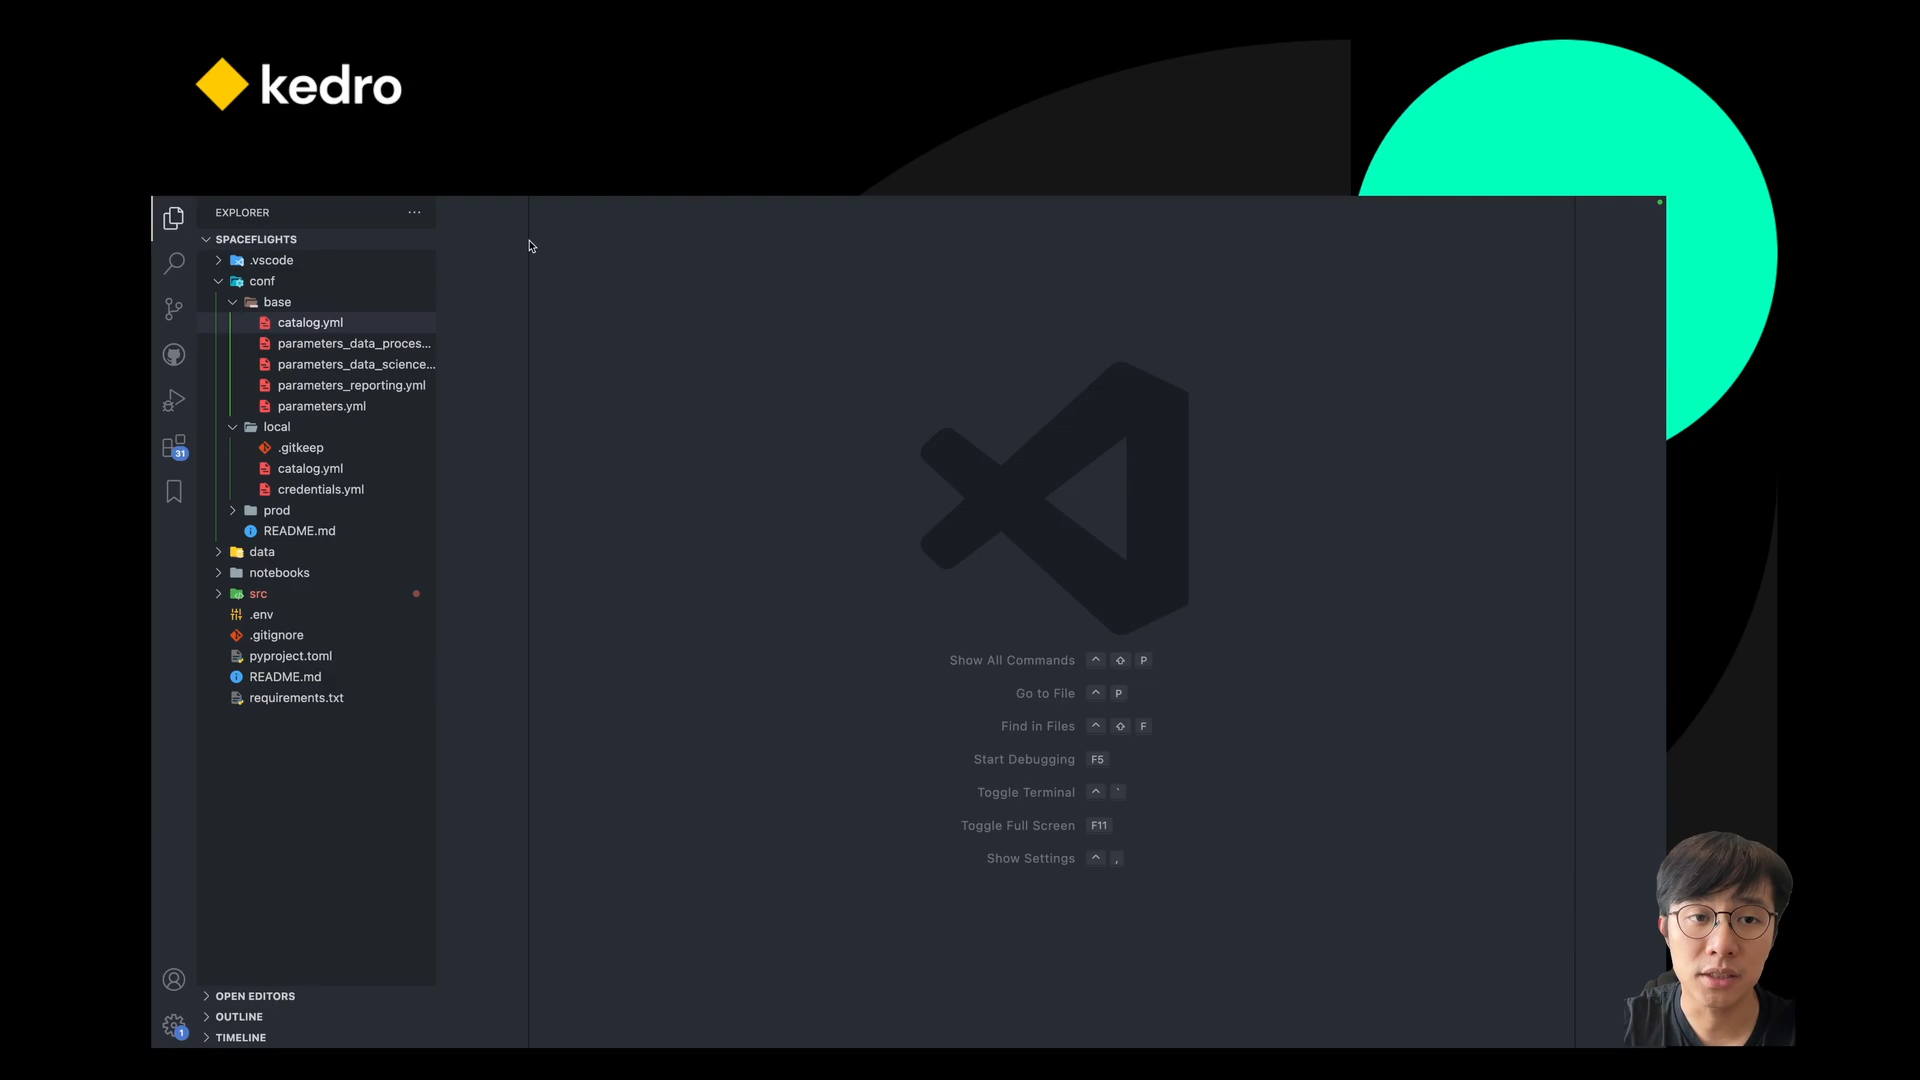 kedro
EXPLORER
SPACEFLIGHTS
.vscode
conf
base
catalog.yml
parameters_data_proces...
parameters_data_science...
parameters_reporting.yml
parameters.yml
local
.gitkeep
catalog.yml
credentials.yml
prod
README.md
data
notebooks
src
.env
.gitignore
pyproject.toml
README.md
requirements.txt
31
Show All Commands ^ ⇧ P
Go to File ^ P
Find in Files ^ ⇧ F
Start Debugging F5
Toggle Terminal ^ `
Toggle Full Screen F11
Show Settings ^ ,
OPEN EDITORS
OUTLINE
TIMELINE
1